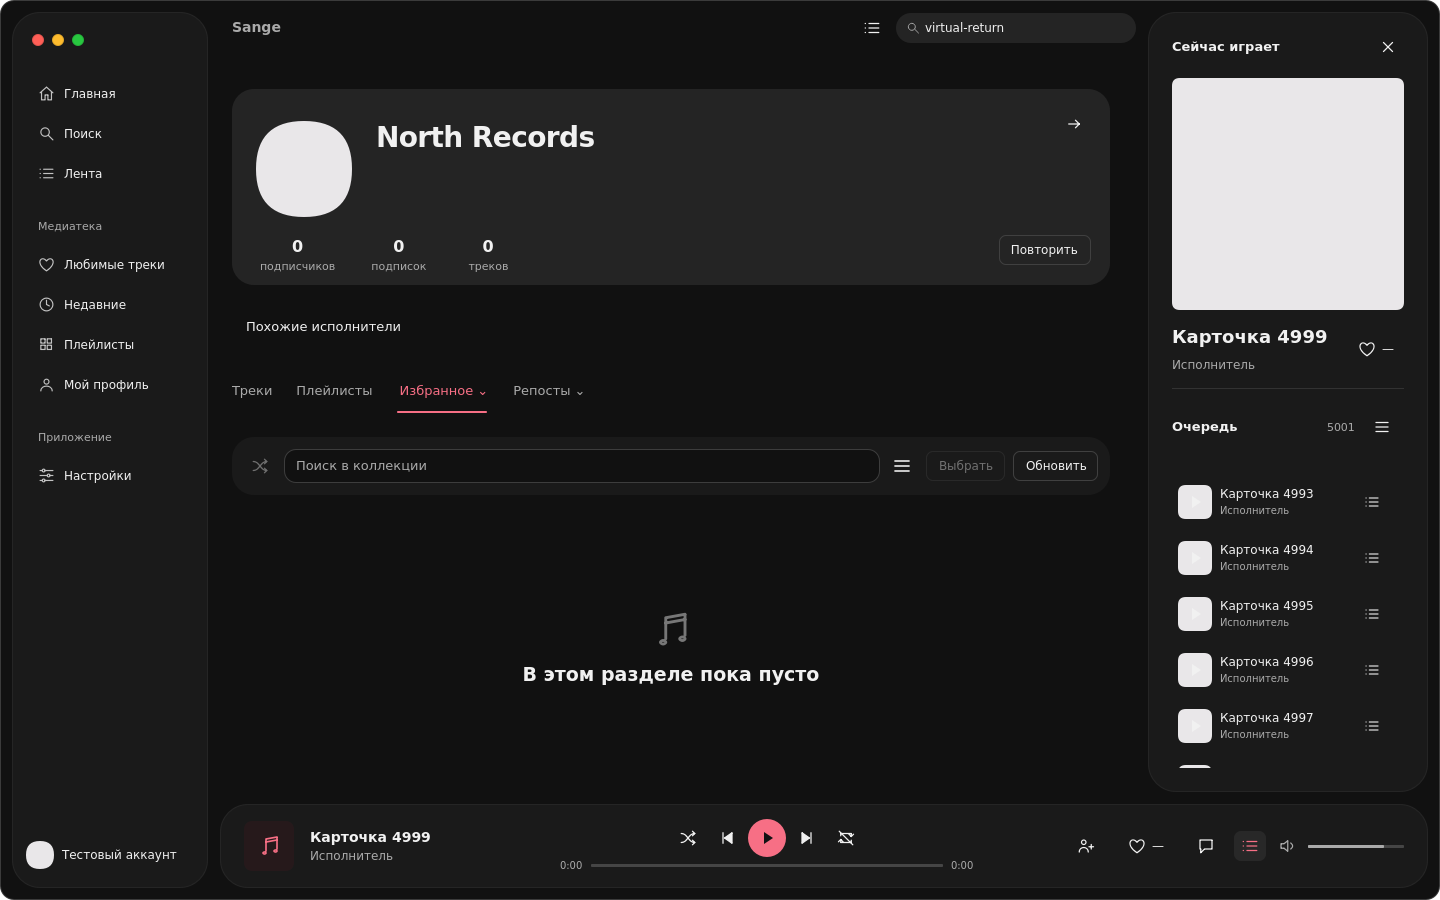 Sange
virtual-return
Главная
Поиск
Лента
Медиатека
Любимые треки
Недавние
Плейлисты
Мой профиль
Приложение
Настройки
Тестовый аккаунт
North Records
0
подписчиков
0
подписок
0
треков
Повторить
Похожие исполнители
Треки
Плейлисты
Избранное
Репосты
Поиск в коллекции
Выбрать
Обновить
В этом разделе пока пусто
Сейчас играет
Карточка 4999
—
Исполнитель
Очередь
5001
Карточка 4993
Исполнитель
Карточка 4994
Исполнитель
Карточка 4995
Исполнитель
Карточка 4996
Исполнитель
Карточка 4997
Исполнитель
Карточка 4999
Исполнитель
0:00
0:00
—